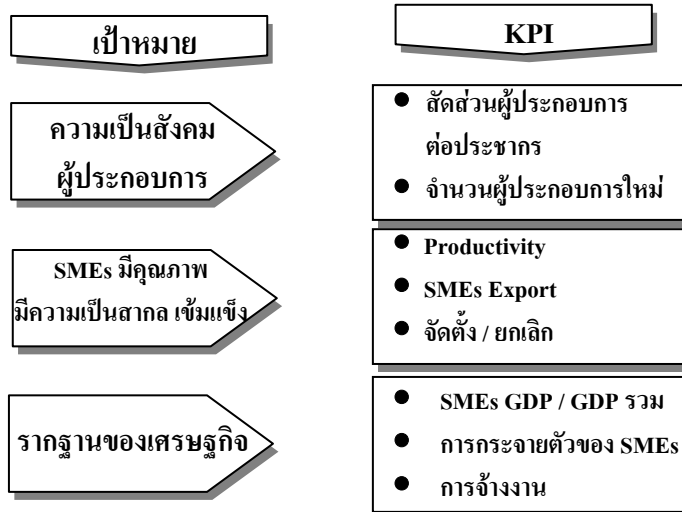 เป้าหมาย
KPI
ความเป็นสังคม
ผู้ประกอบการ
● สัดส่วนผู้ประกอบการ
ต่อประชากร
● จำนวนผู้ประกอบการใหม่
SMEs มีคุณภาพ
มีความเป็นสากล เข้มแข็ง
● Productivity
● SMEs Export
● จัดตั้ง / ยกเลิก
รากฐานของเศรษฐกิจ
● SMEs GDP / GDP รวม
● การกระจายตัวของ SMEs
● การจ้างงาน